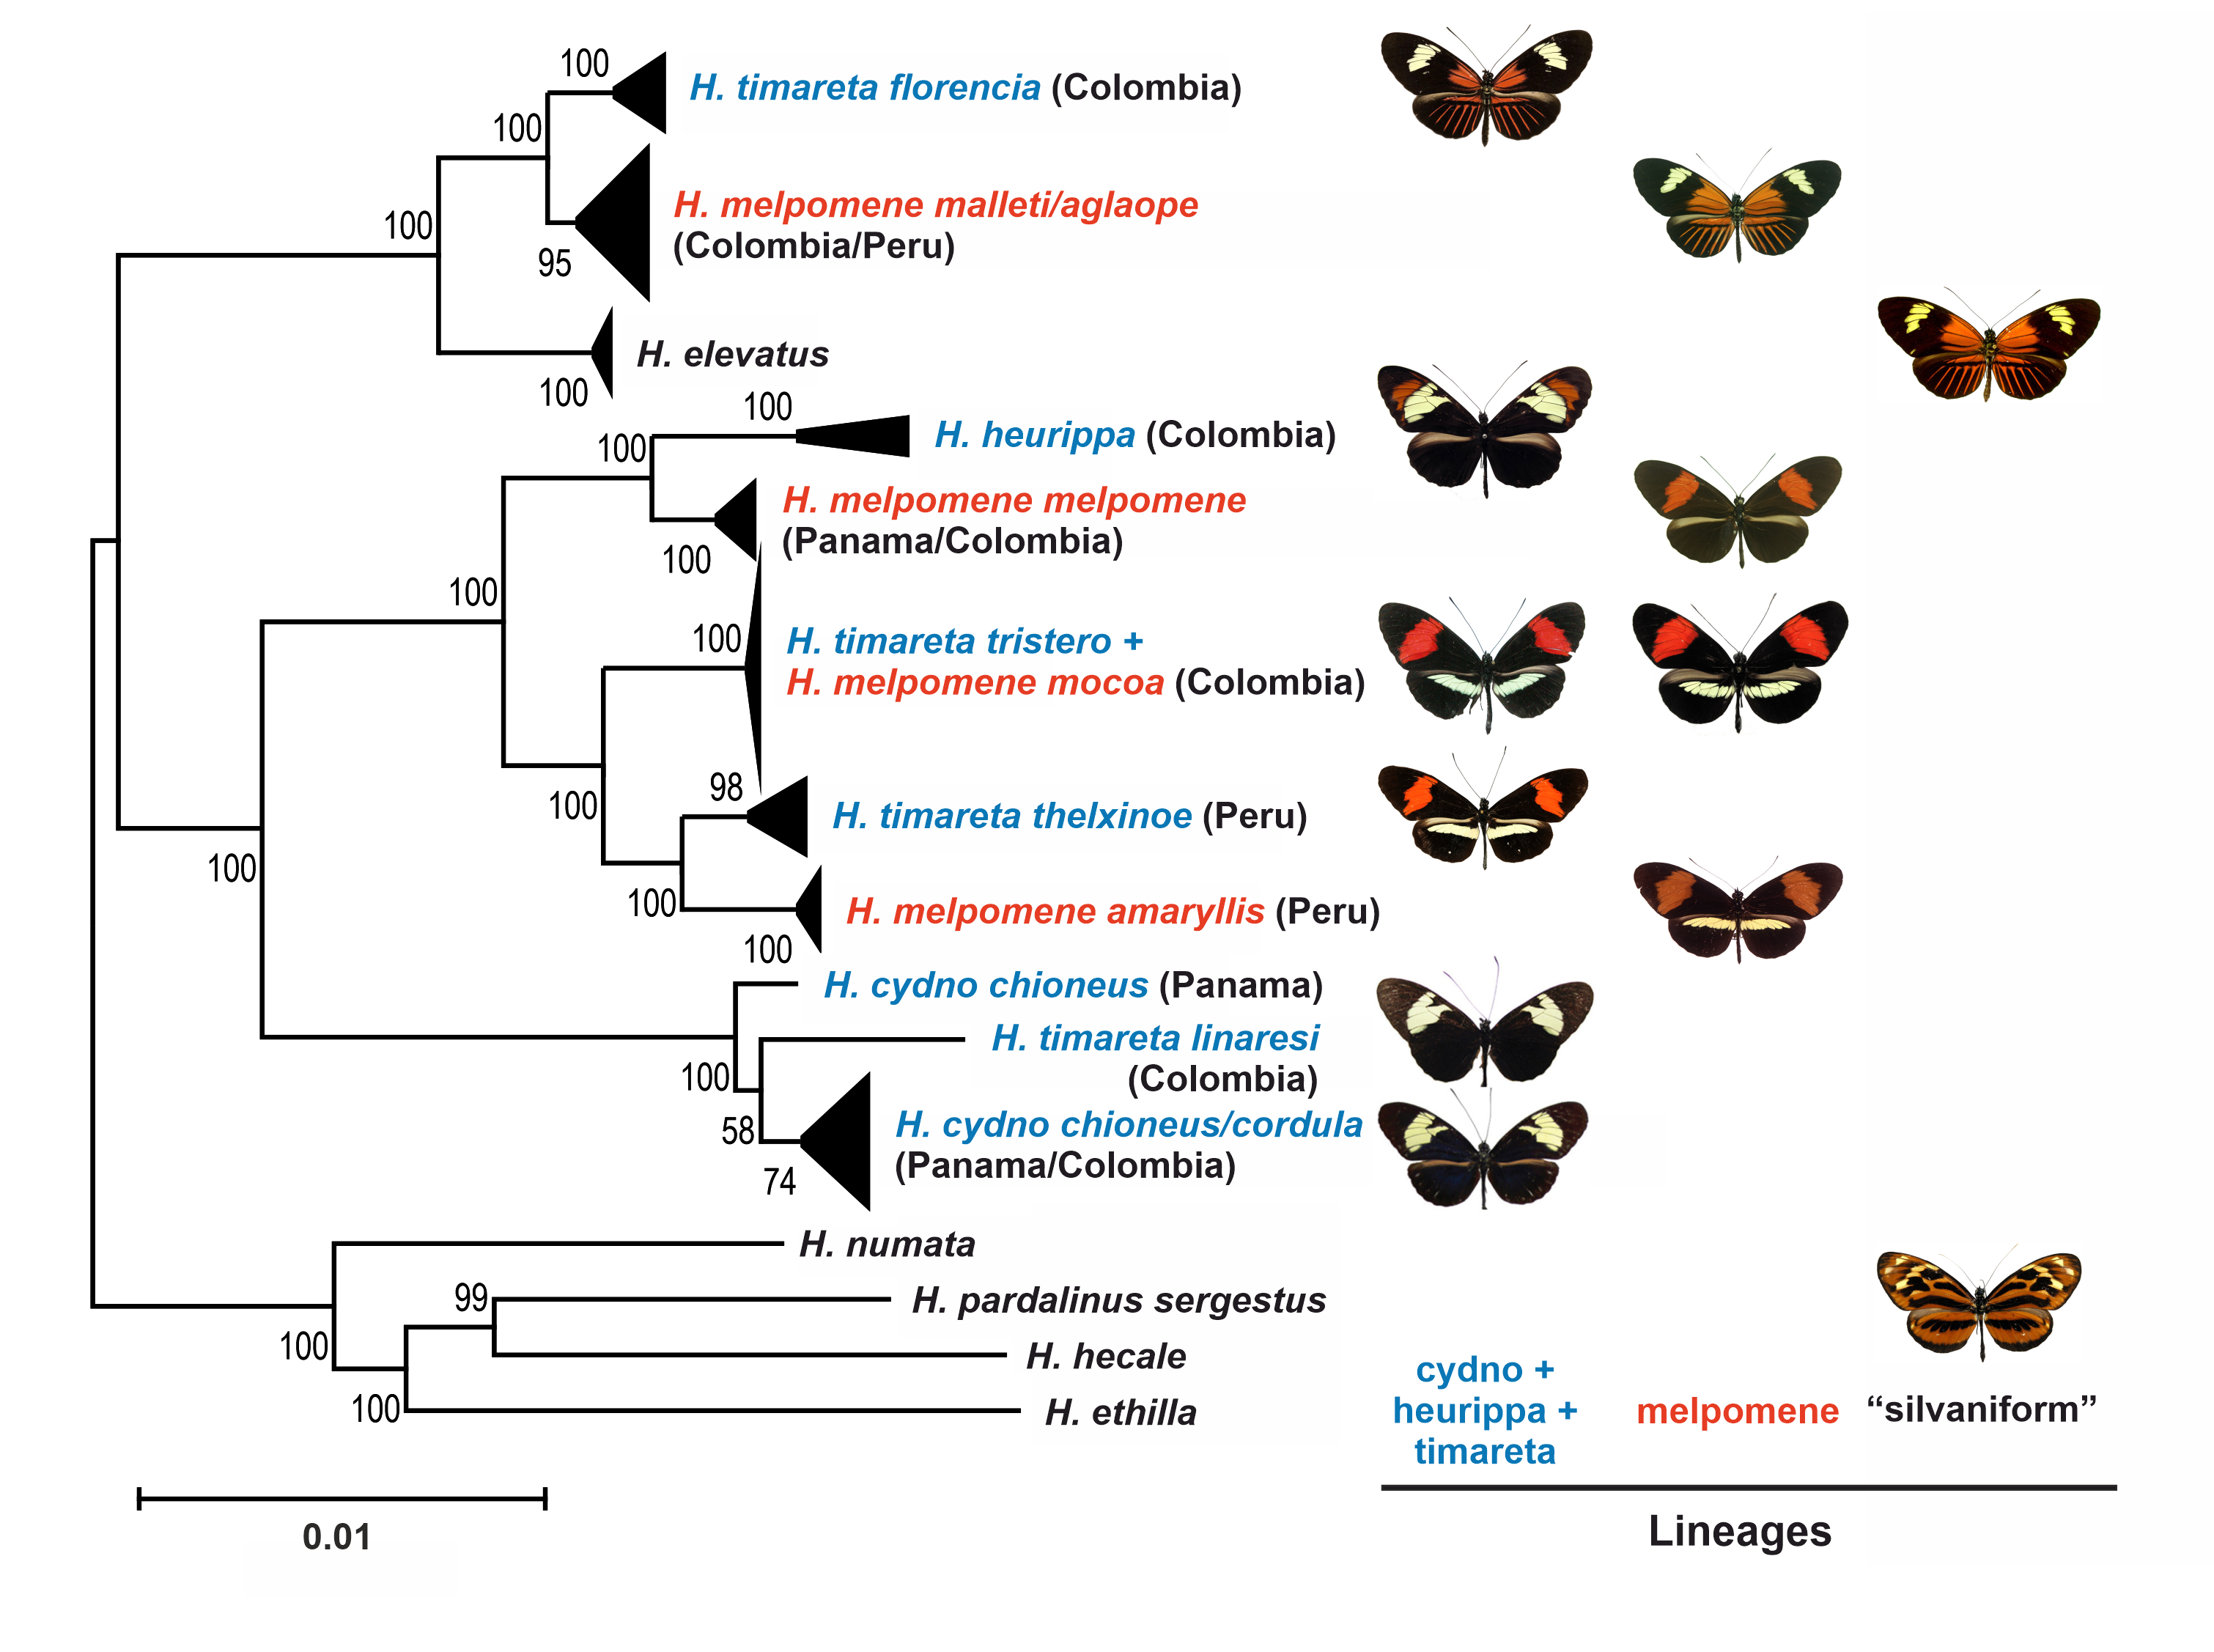 100
H. timareta florencia (Colombia)
100
H. melpomene malleti/aglaope
(Colombia/Peru)
100
95
H. elevatus
100
100
H. heurippa (Colombia)
100
H. melpomene melpomene
(Panama/Colombia)
100
100
100
H. timareta tristero +
H. melpomene mocoa (Colombia)
98
100
H. timareta thelxinoe (Peru)
100
100
H. melpomene amaryllis (Peru)
100
H. cydno chioneus (Panama)
H. timareta linaresi
(Colombia)
100
58
H. cydno chioneus/cordula
(Panama/Colombia)
74
H. numata
99
H. pardalinus sergestus
100
H. hecale
100
H. ethilla
cydno +
heurippa +
timareta
melpomene
“silvaniform”
Lineages
0.01